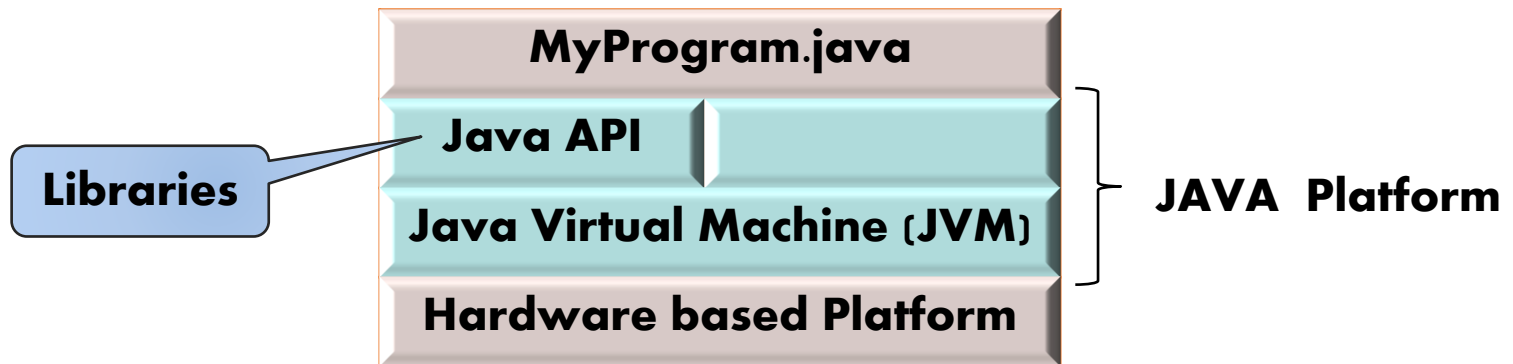 MyProgram.java
Java API
Libraries
Java Virtual Machine (JVM)
JAVA Platform
Hardware based Platform